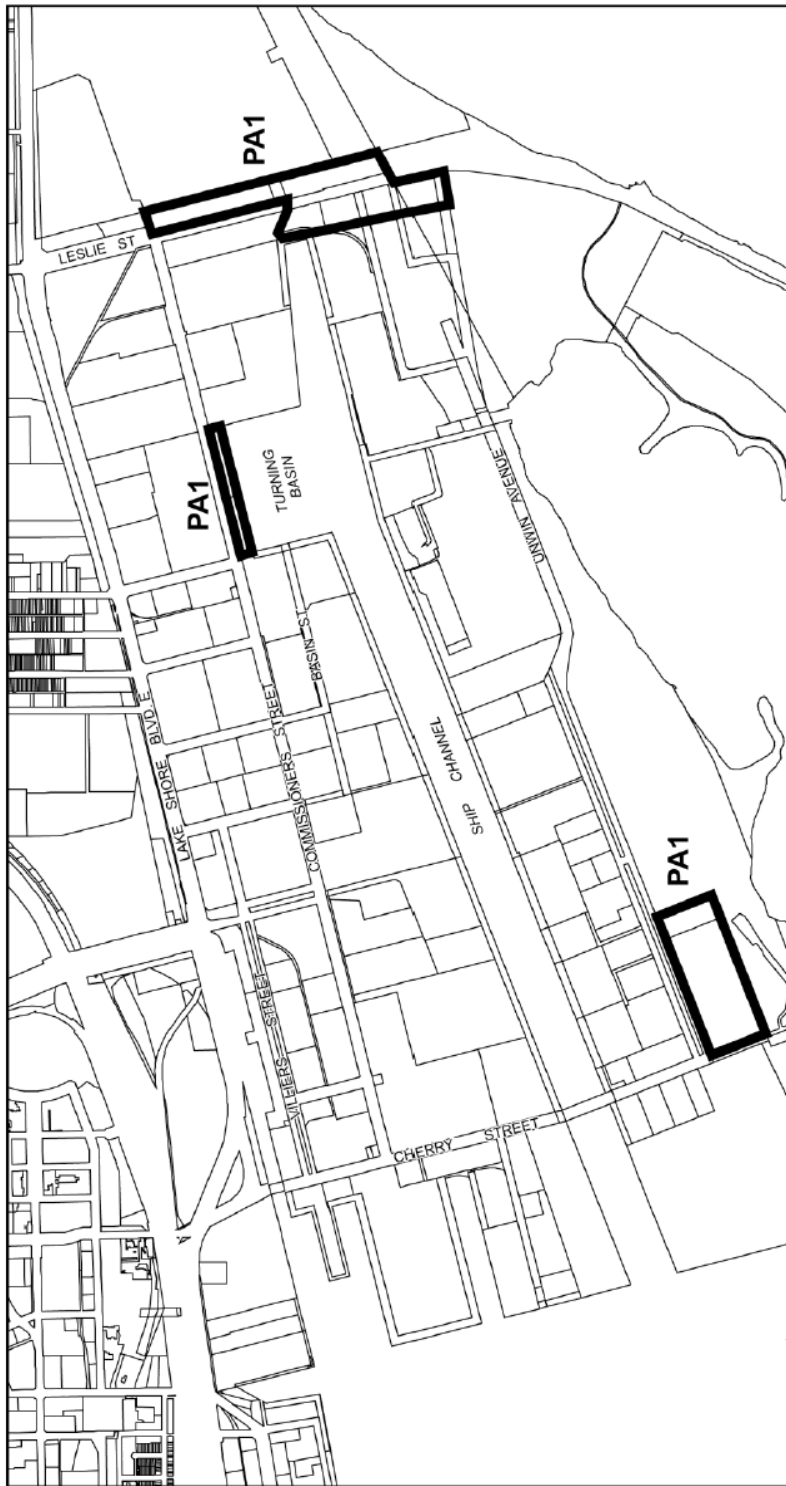 PA1
LESLIE ST
PA1
TURNING
BASIN
UNWIN AVENUE
BASIN ST
LAKE SHORE BLVD. E
COMMISSIONERS STREET
SHIP CHANNEL
PA1
VILLIERS STREET
CHERRY STREET